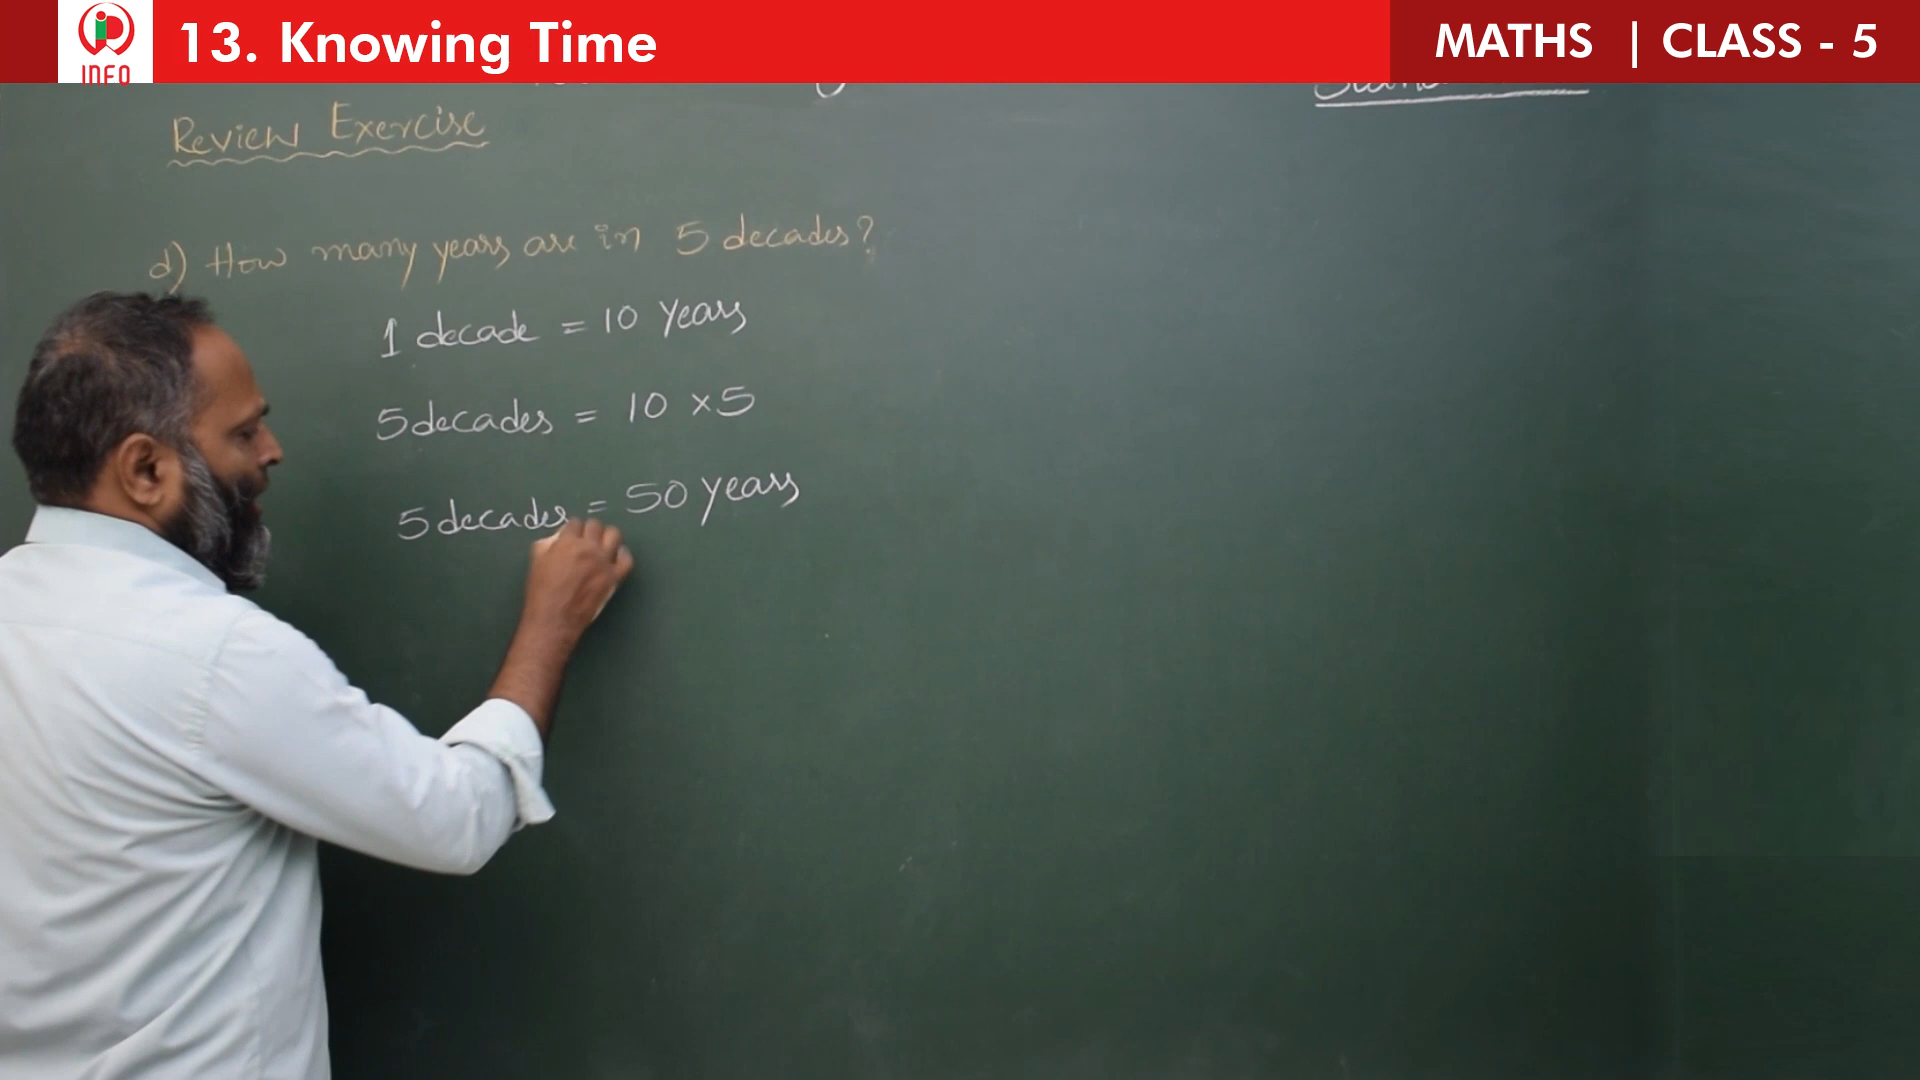 INFO
13. Knowing Time
MATHS | CLASS - 5
Review Exercise
d) How many years are in 5 decades?
1 decade = 10 years
5 decades = 10 × 5
5 decades = 50 years